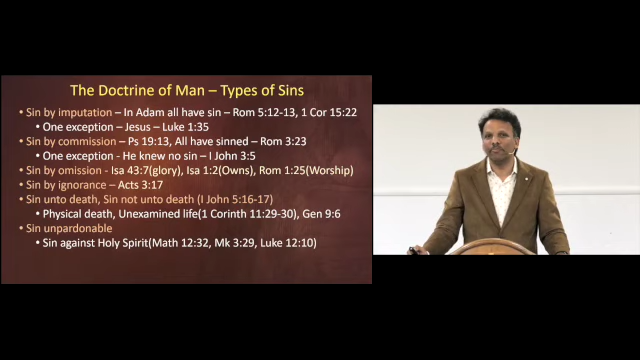 The Doctrine of Man – Types of Sins
• Sin by imputation – In Adam all have sin – Rom 5:12-13, 1 Cor 15:22
• One exception – Jesus – Luke 1:35
• Sin by commission – Ps 19:13, All have sinned – Rom 3:23
• One exception - He knew no sin – I John 3:5
• Sin by omission - Isa 43:7(glory), Isa 1:2(Owns), Rom 1:25(Worship)
• Sin by ignorance – Acts 3:17
• Sin unto death, Sin not unto death (I John 5:16-17)
• Physical death, Unexamined life(1 Corinth 11:29-30), Gen 9:6
• Sin unpardonable
• Sin against Holy Spirit(Math 12:32, Mk 3:29, Luke 12:10)